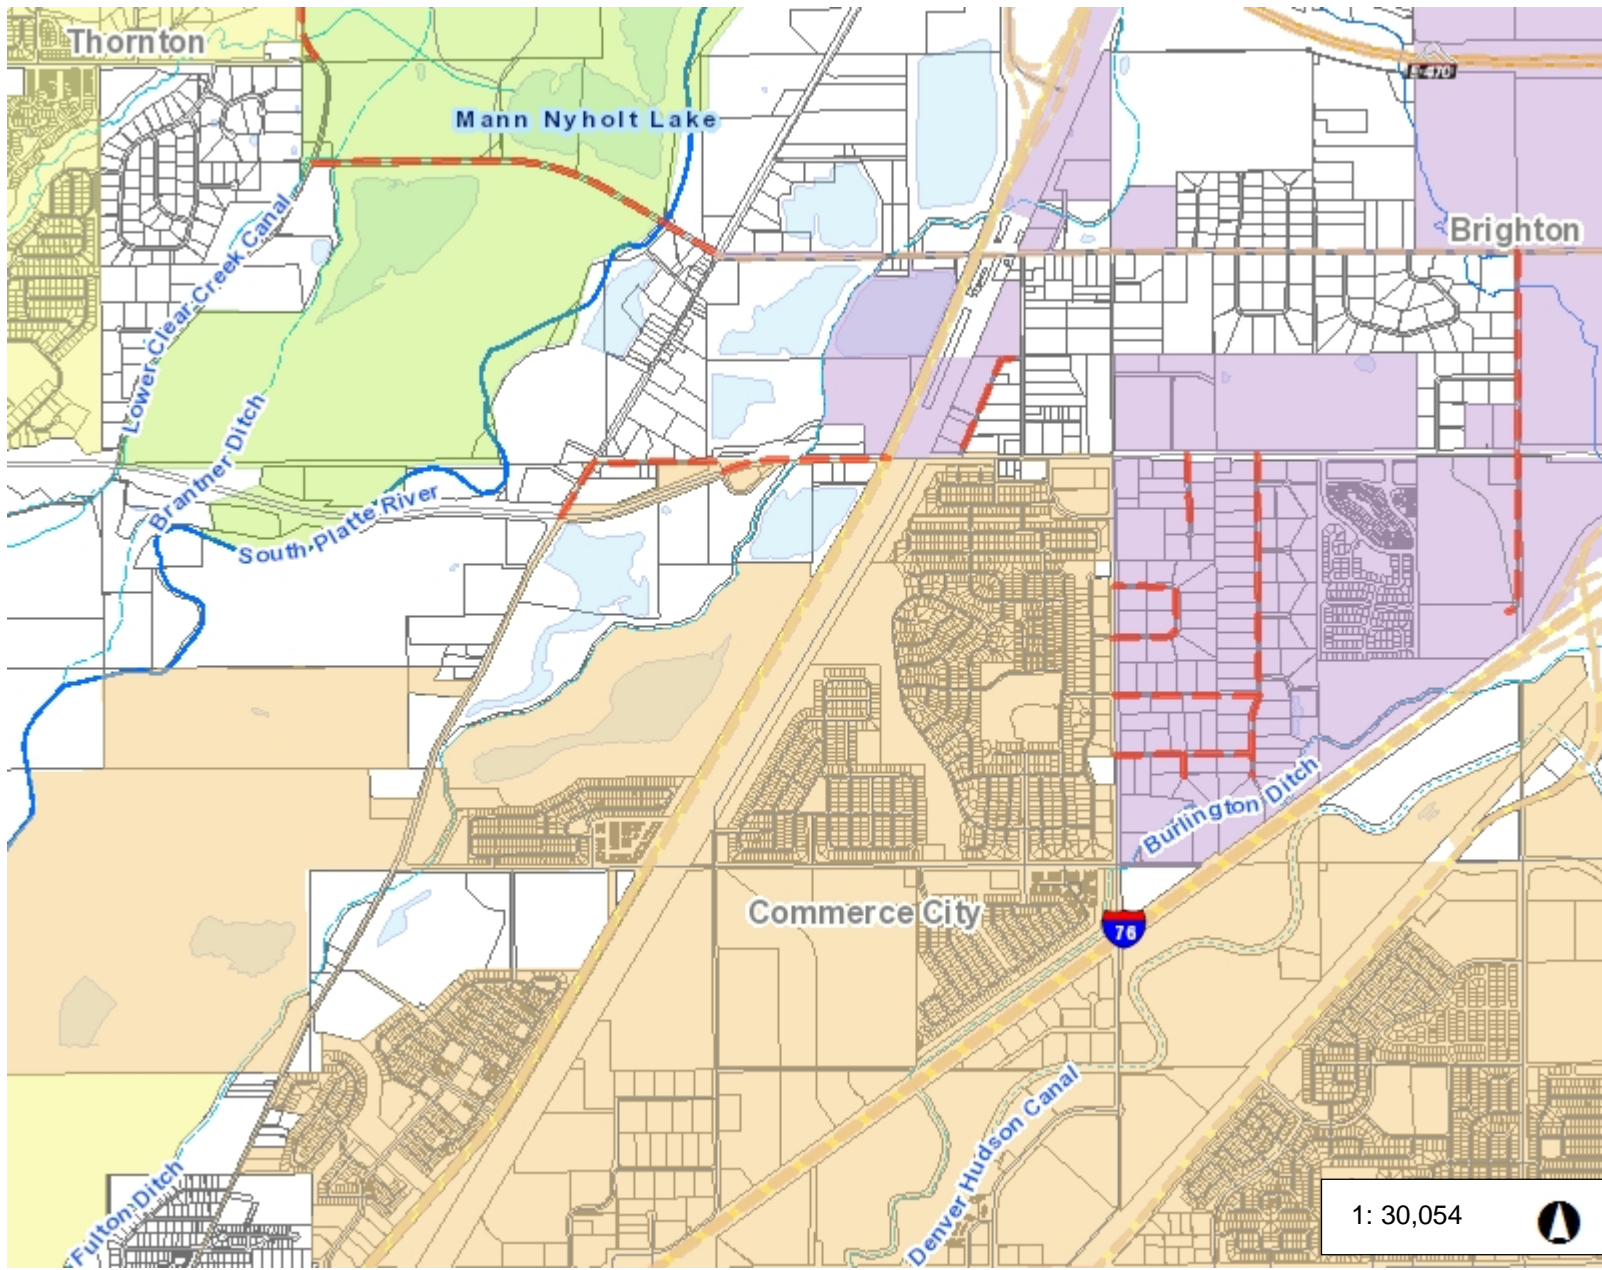 Thornton
E-470
Mann Nyholt Lake
Brighton
Lower Clear Creek Canal
Brantner Ditch
South Platte River
Burlington Ditch
Commerce City
76
Denver Hudson Canal
Fulton Ditch
1: 30,054